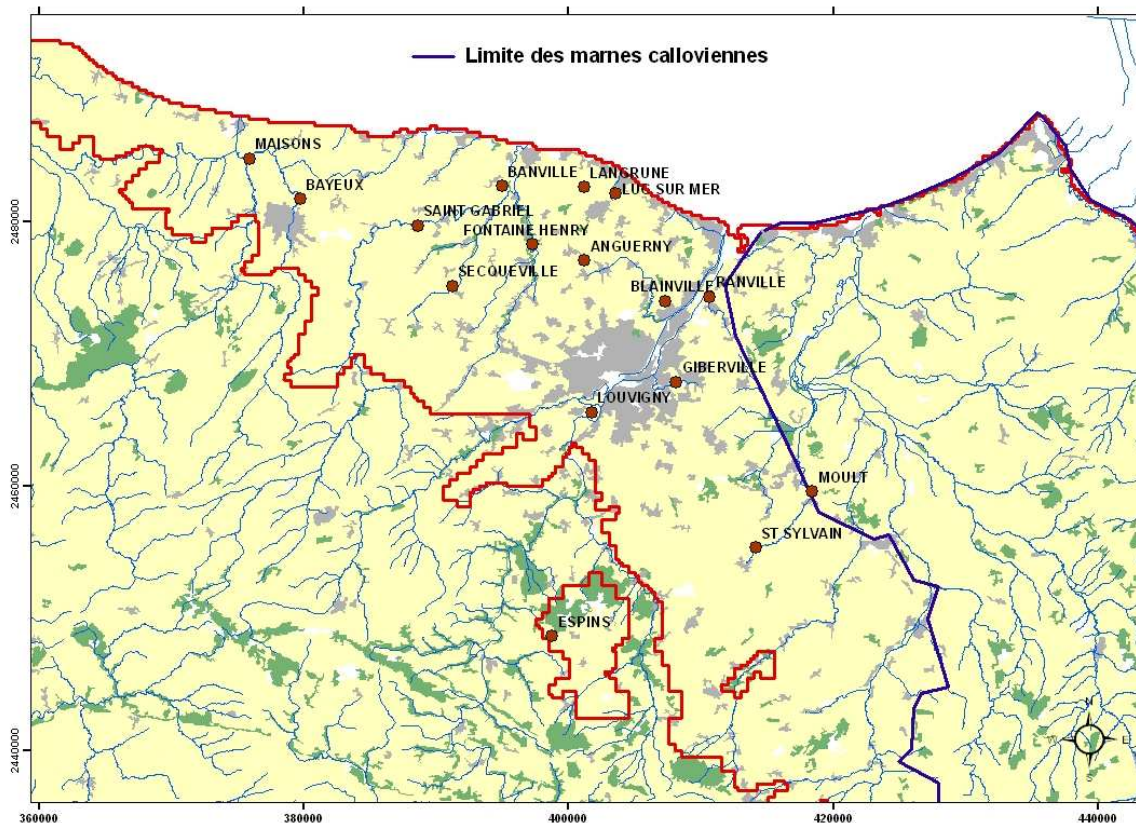 Limite des marnes calloviennes
MAISONS
BAYEUX
BANVILLE
LANGRUNE
LUC SUR MER
SAINT GABRIEL
FONTAINE HENRY
ANGUERNY
SECQUEVILLE
BLAINVILLE
RANVILLE
GIBERVILLE
LOUVIGNY
MOULT
ST SYLVAIN
ESPINS
N
W
E
S
2480000
2460000
2440000
360000
380000
400000
420000
440000